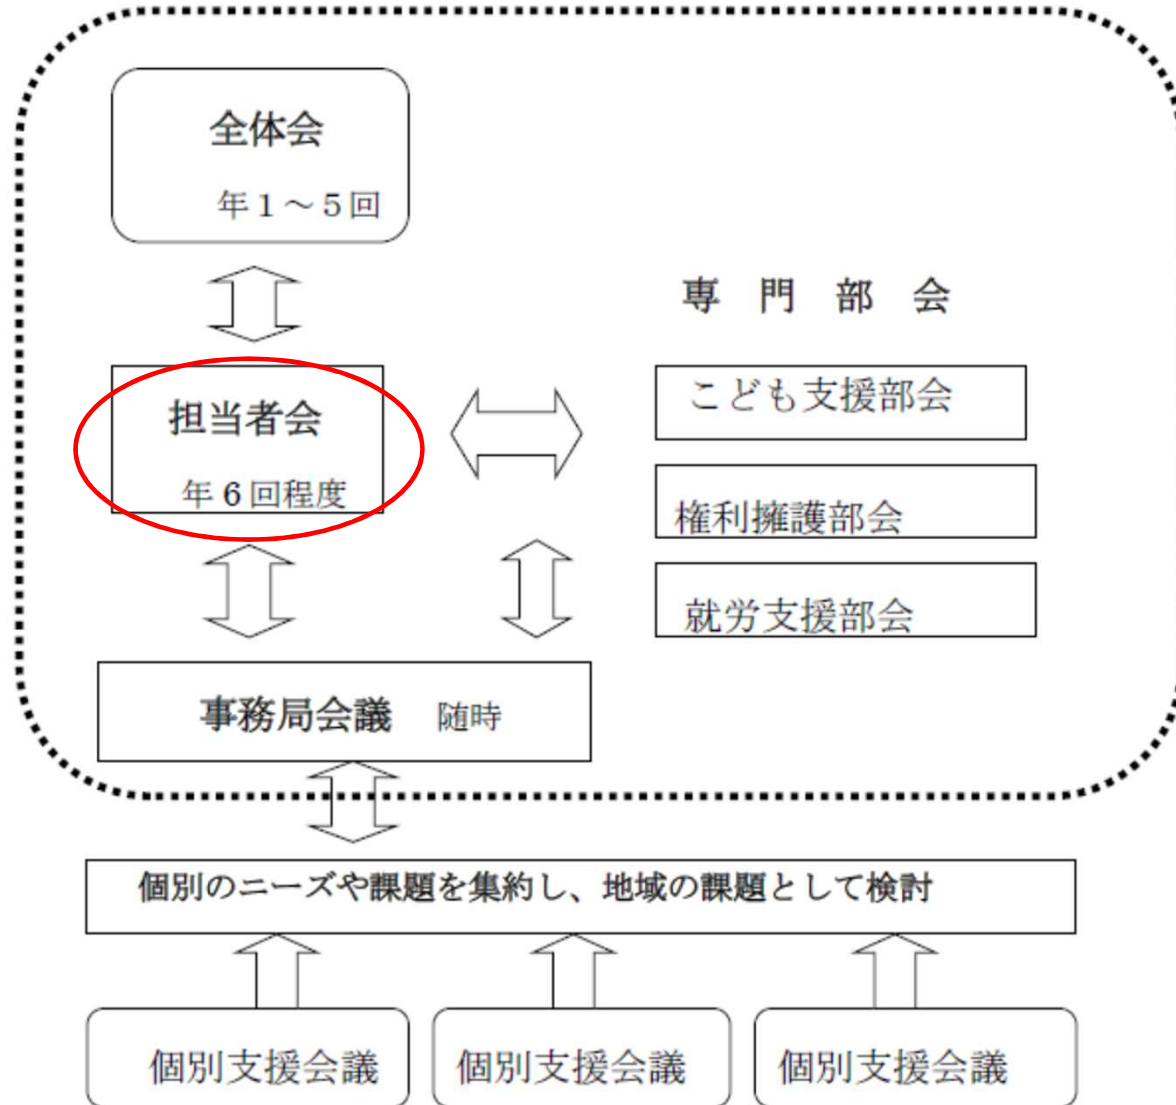 全体会
年1～5回
専 門 部 会
担当者会
年6回程度
こども支援部会
権利擁護部会
就労支援部会
事務局会議 随時
個別のニーズや課題を集約し、地域の課題として検討
個別支援会議
個別支援会議
個別支援会議